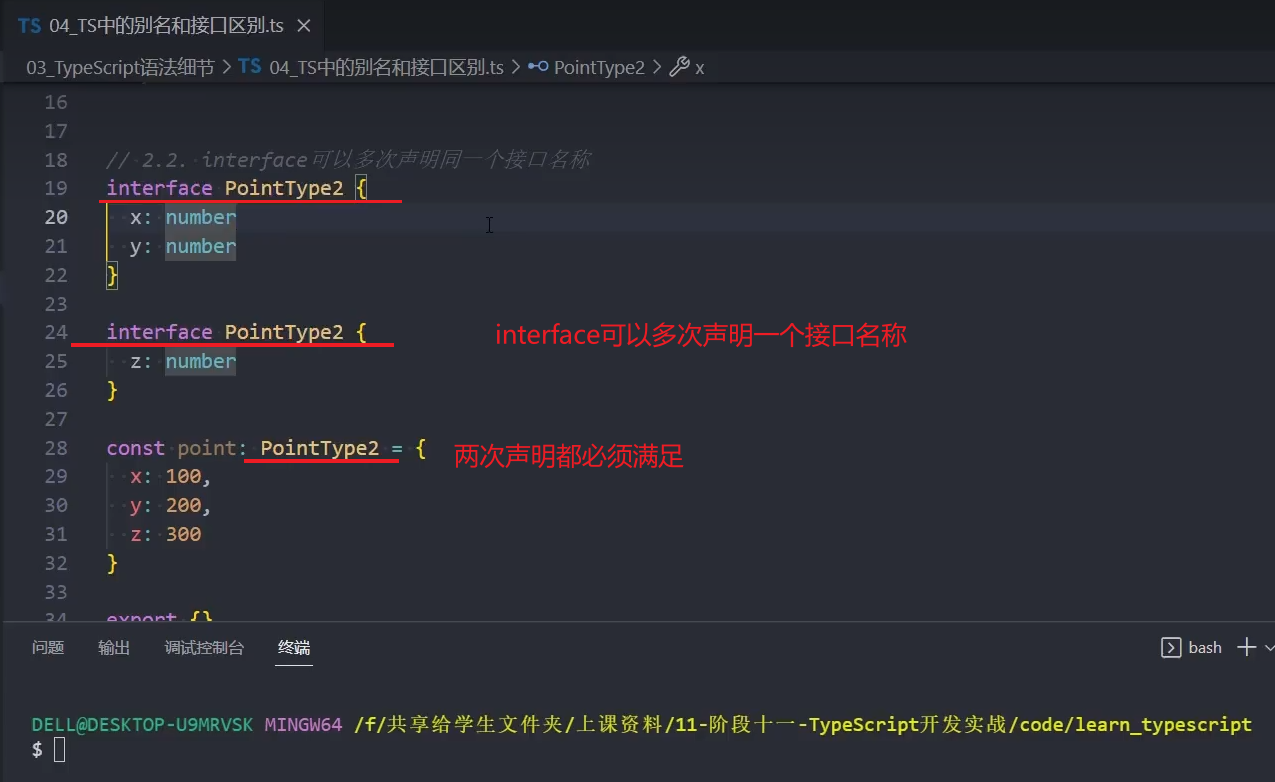 TS 04_TS中的别名和接口区别.ts ×
03_TypeScript语法细节 > TS 04_TS中的别名和接口区别.ts > PointType2 > x
16
17
18 // 2.2. interface可以多次声明同一个接口名称
19 interface PointType2 {
20 x: number
21 y: number
22 }
23
24 interface PointType2 { interface可以多次声明一个接口名称
25 z: number
26 }
27
28 const point: PointType2 = { 两次声明都必须满足
29 x: 100,
30 y: 200,
31 z: 300
32 }
33
34 export {}
问题 输出 调试控制台 终端 bash
DELL@DESKTOP-U9MRVSK MINGW64 /f/共享给学生文件夹/上课资料/11-阶段十一-TypeScript开发实战/code/learn_typescript
$